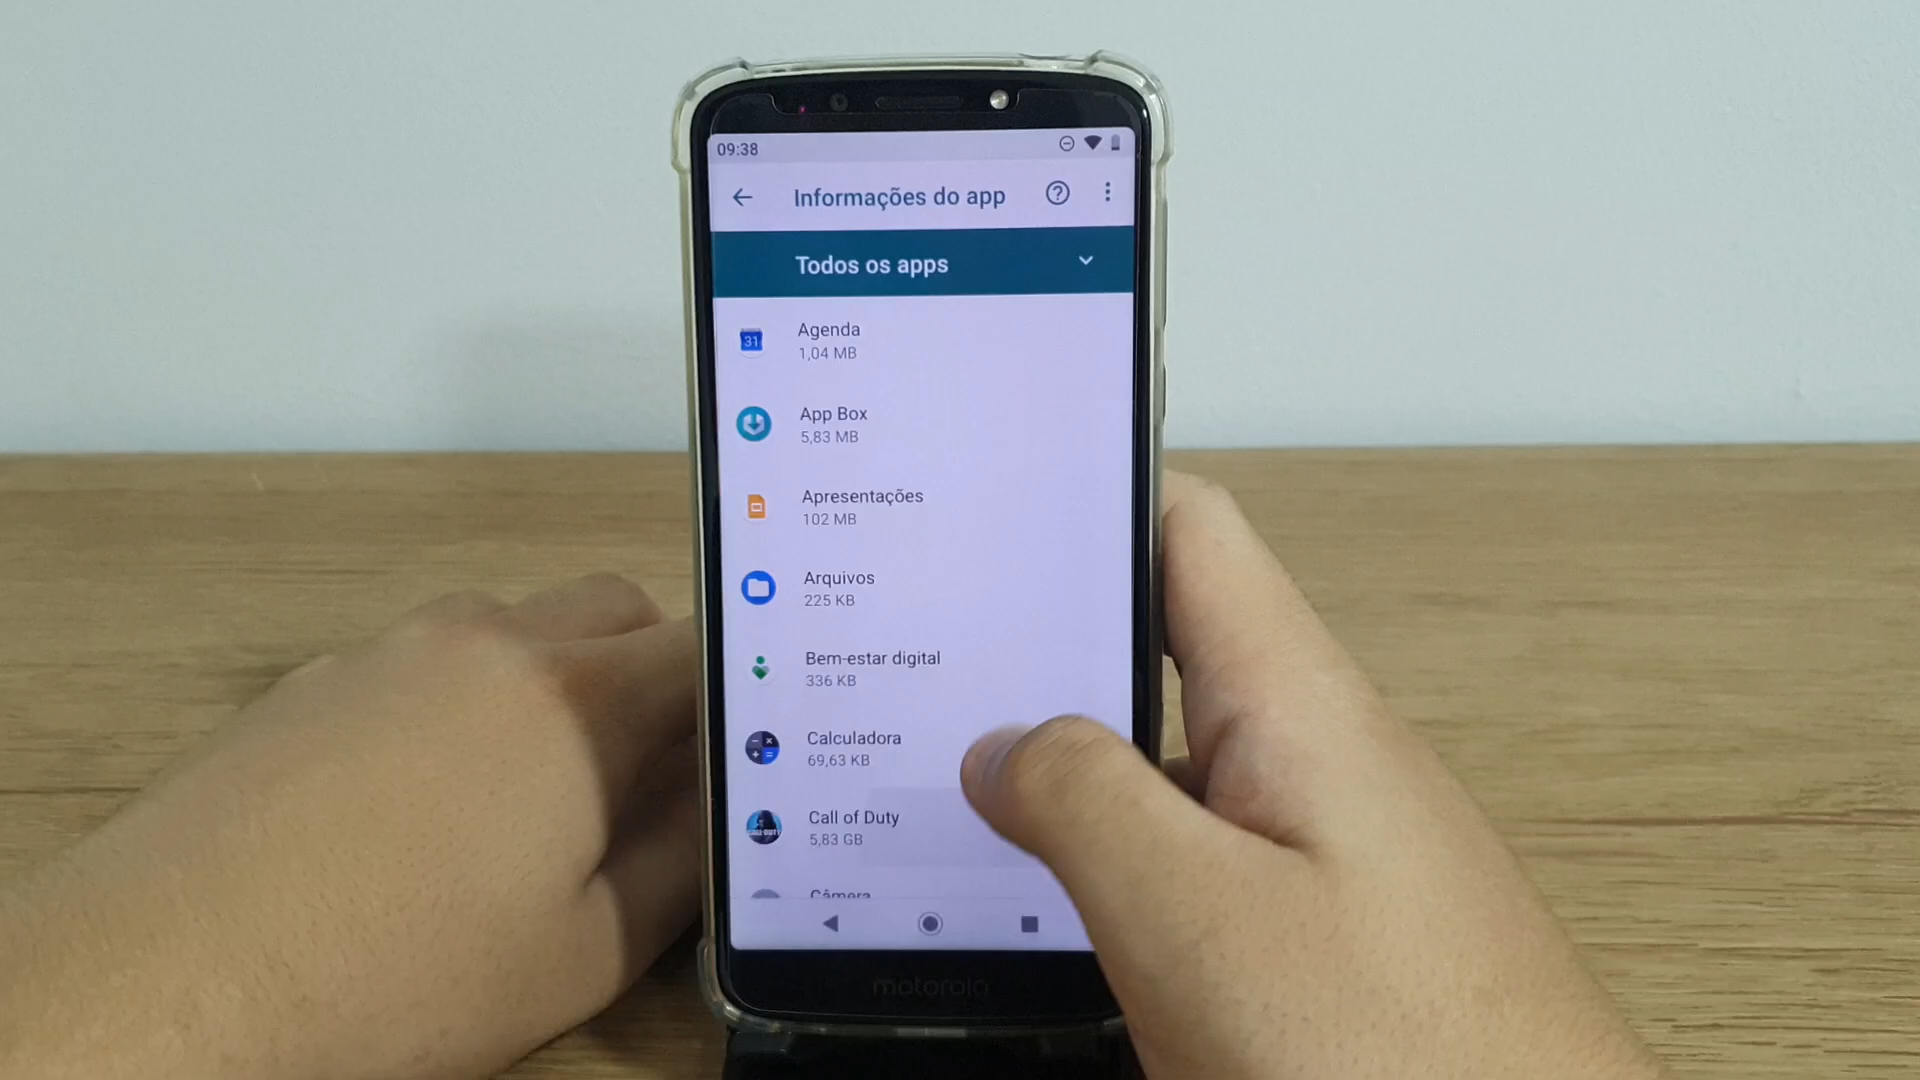 09:38
Informações do app
Todos os apps
31
Agenda
1,04 MB
App Box
5,83 MB
Apresentações
102 MB
Arquivos
225 KB
Bem-estar digital
336 KB
Calculadora
69,63 KB
Call of Duty
5,83 GB
Câmera
motorola